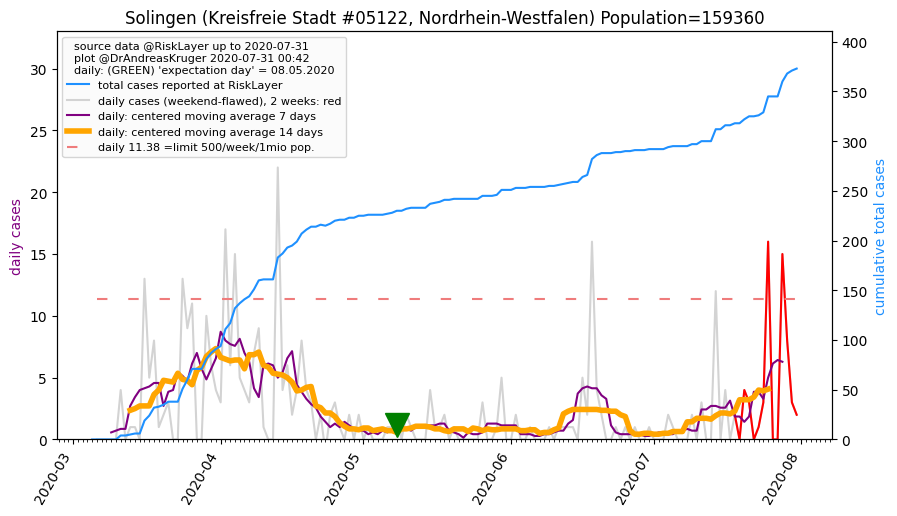 Solingen (Kreisfreie Stadt #05122, Nordrhein-Westfalen) Population=159360
source data @RiskLayer up to 2020-07-31
plot @DrAndreasKruger 2020-07-31 00:42
daily: (GREEN) 'expectation day' = 08.05.2020
total cases reported at RiskLayer
daily cases (weekend-flawed), 2 weeks: red
daily: centered moving average 7 days
daily: centered moving average 14 days
daily 11.38 =limit 500/week/1mio pop.
daily cases
30
25
20
15
10
5
0
cumulative total cases
400
350
300
250
200
150
100
50
0
2020-03
2020-04
2020-05
2020-06
2020-07
2020-08